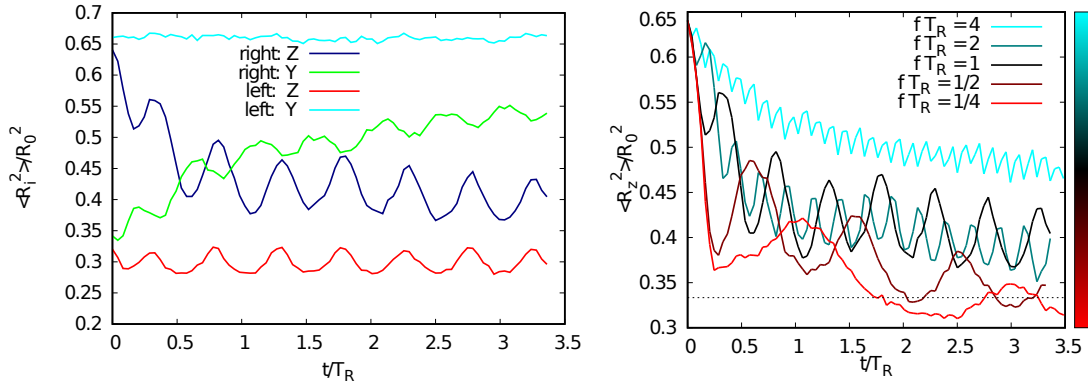 <R_i^2>/R_0^2
0.7
0.65
0.6
0.55
0.5
0.45
0.4
0.35
0.3
0.25
0.2
right: Z
right: Y
left: Z
left: Y
0 0.5 1 1.5 2 2.5 3 3.5
t/T_R
<R_z^2>/R_0^2
0.65
0.6
0.55
0.5
0.45
0.4
0.35
0.3
f T_R =4
f T_R =2
f T_R =1
f T_R =1/2
f T_R =1/4
0 0.5 1 1.5 2 2.5 3 3.5
t/T_R